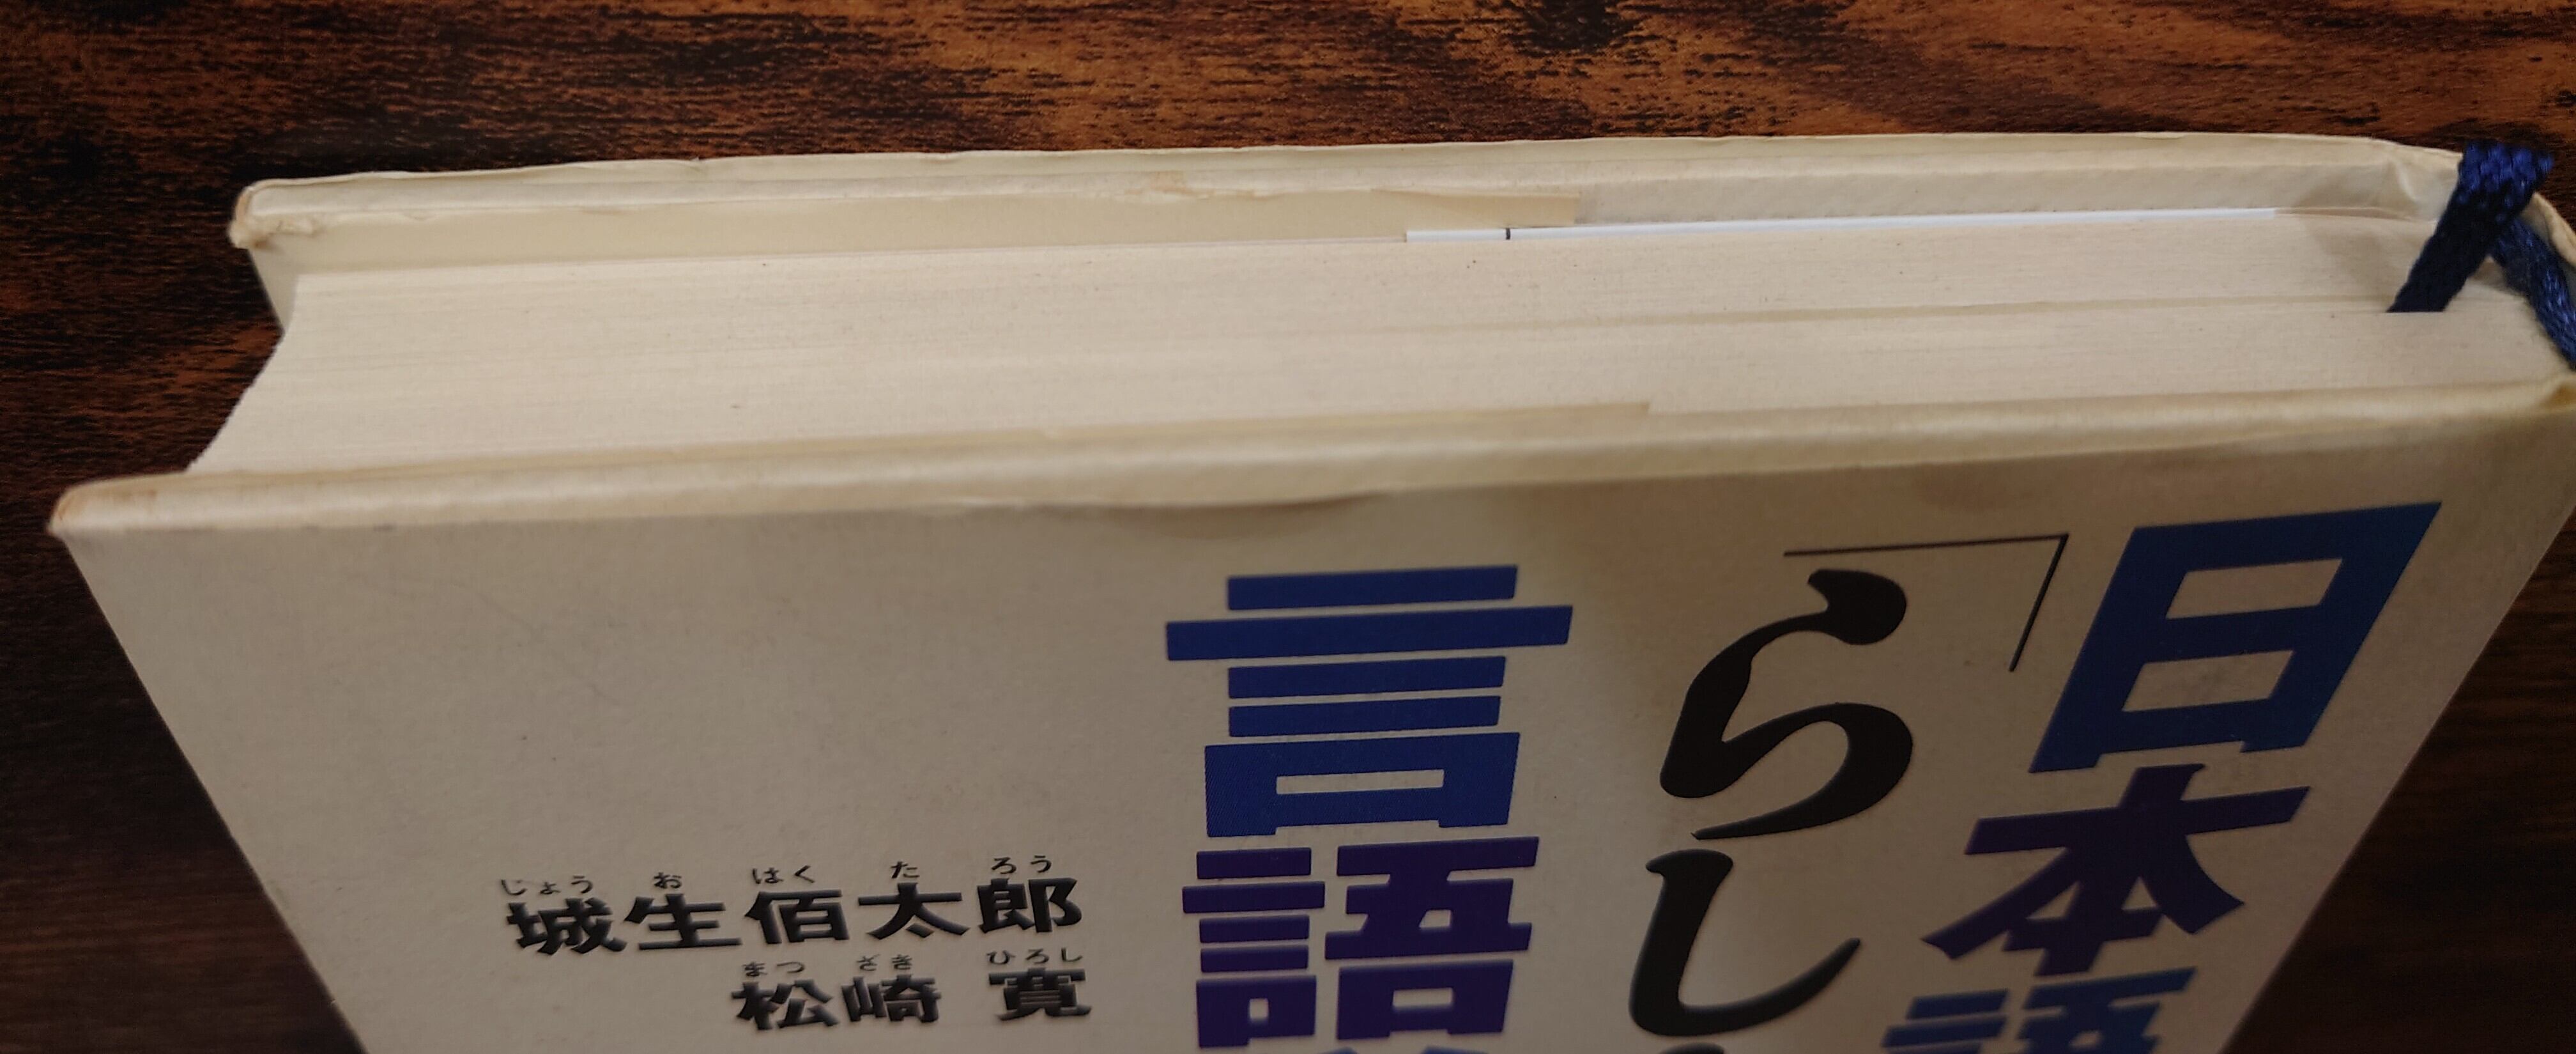 日本語
「らし
言語
じょう お はく た ろう
城生佰太郎
まつ ざき ひろし
松崎 寛